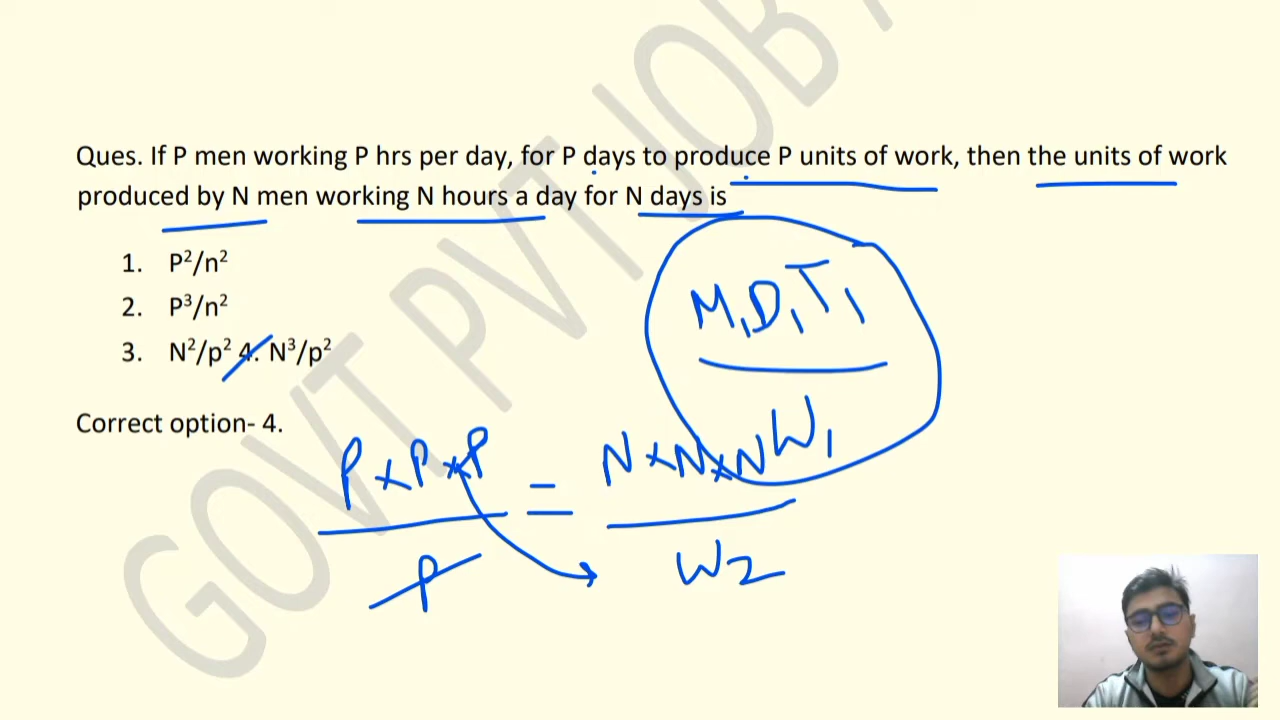 GOVT PVT JOB
Ques. If P men working P hrs per day, for P days to produce P units of work, then the units of work
produced by N men working N hours a day for N days is
1. P²/n²
2. P³/n²
3. N²/p² 4. N³/p²
M₁D₁T₁
W₁
Correct option- 4.
P×P×P = N×N×N
P W₂